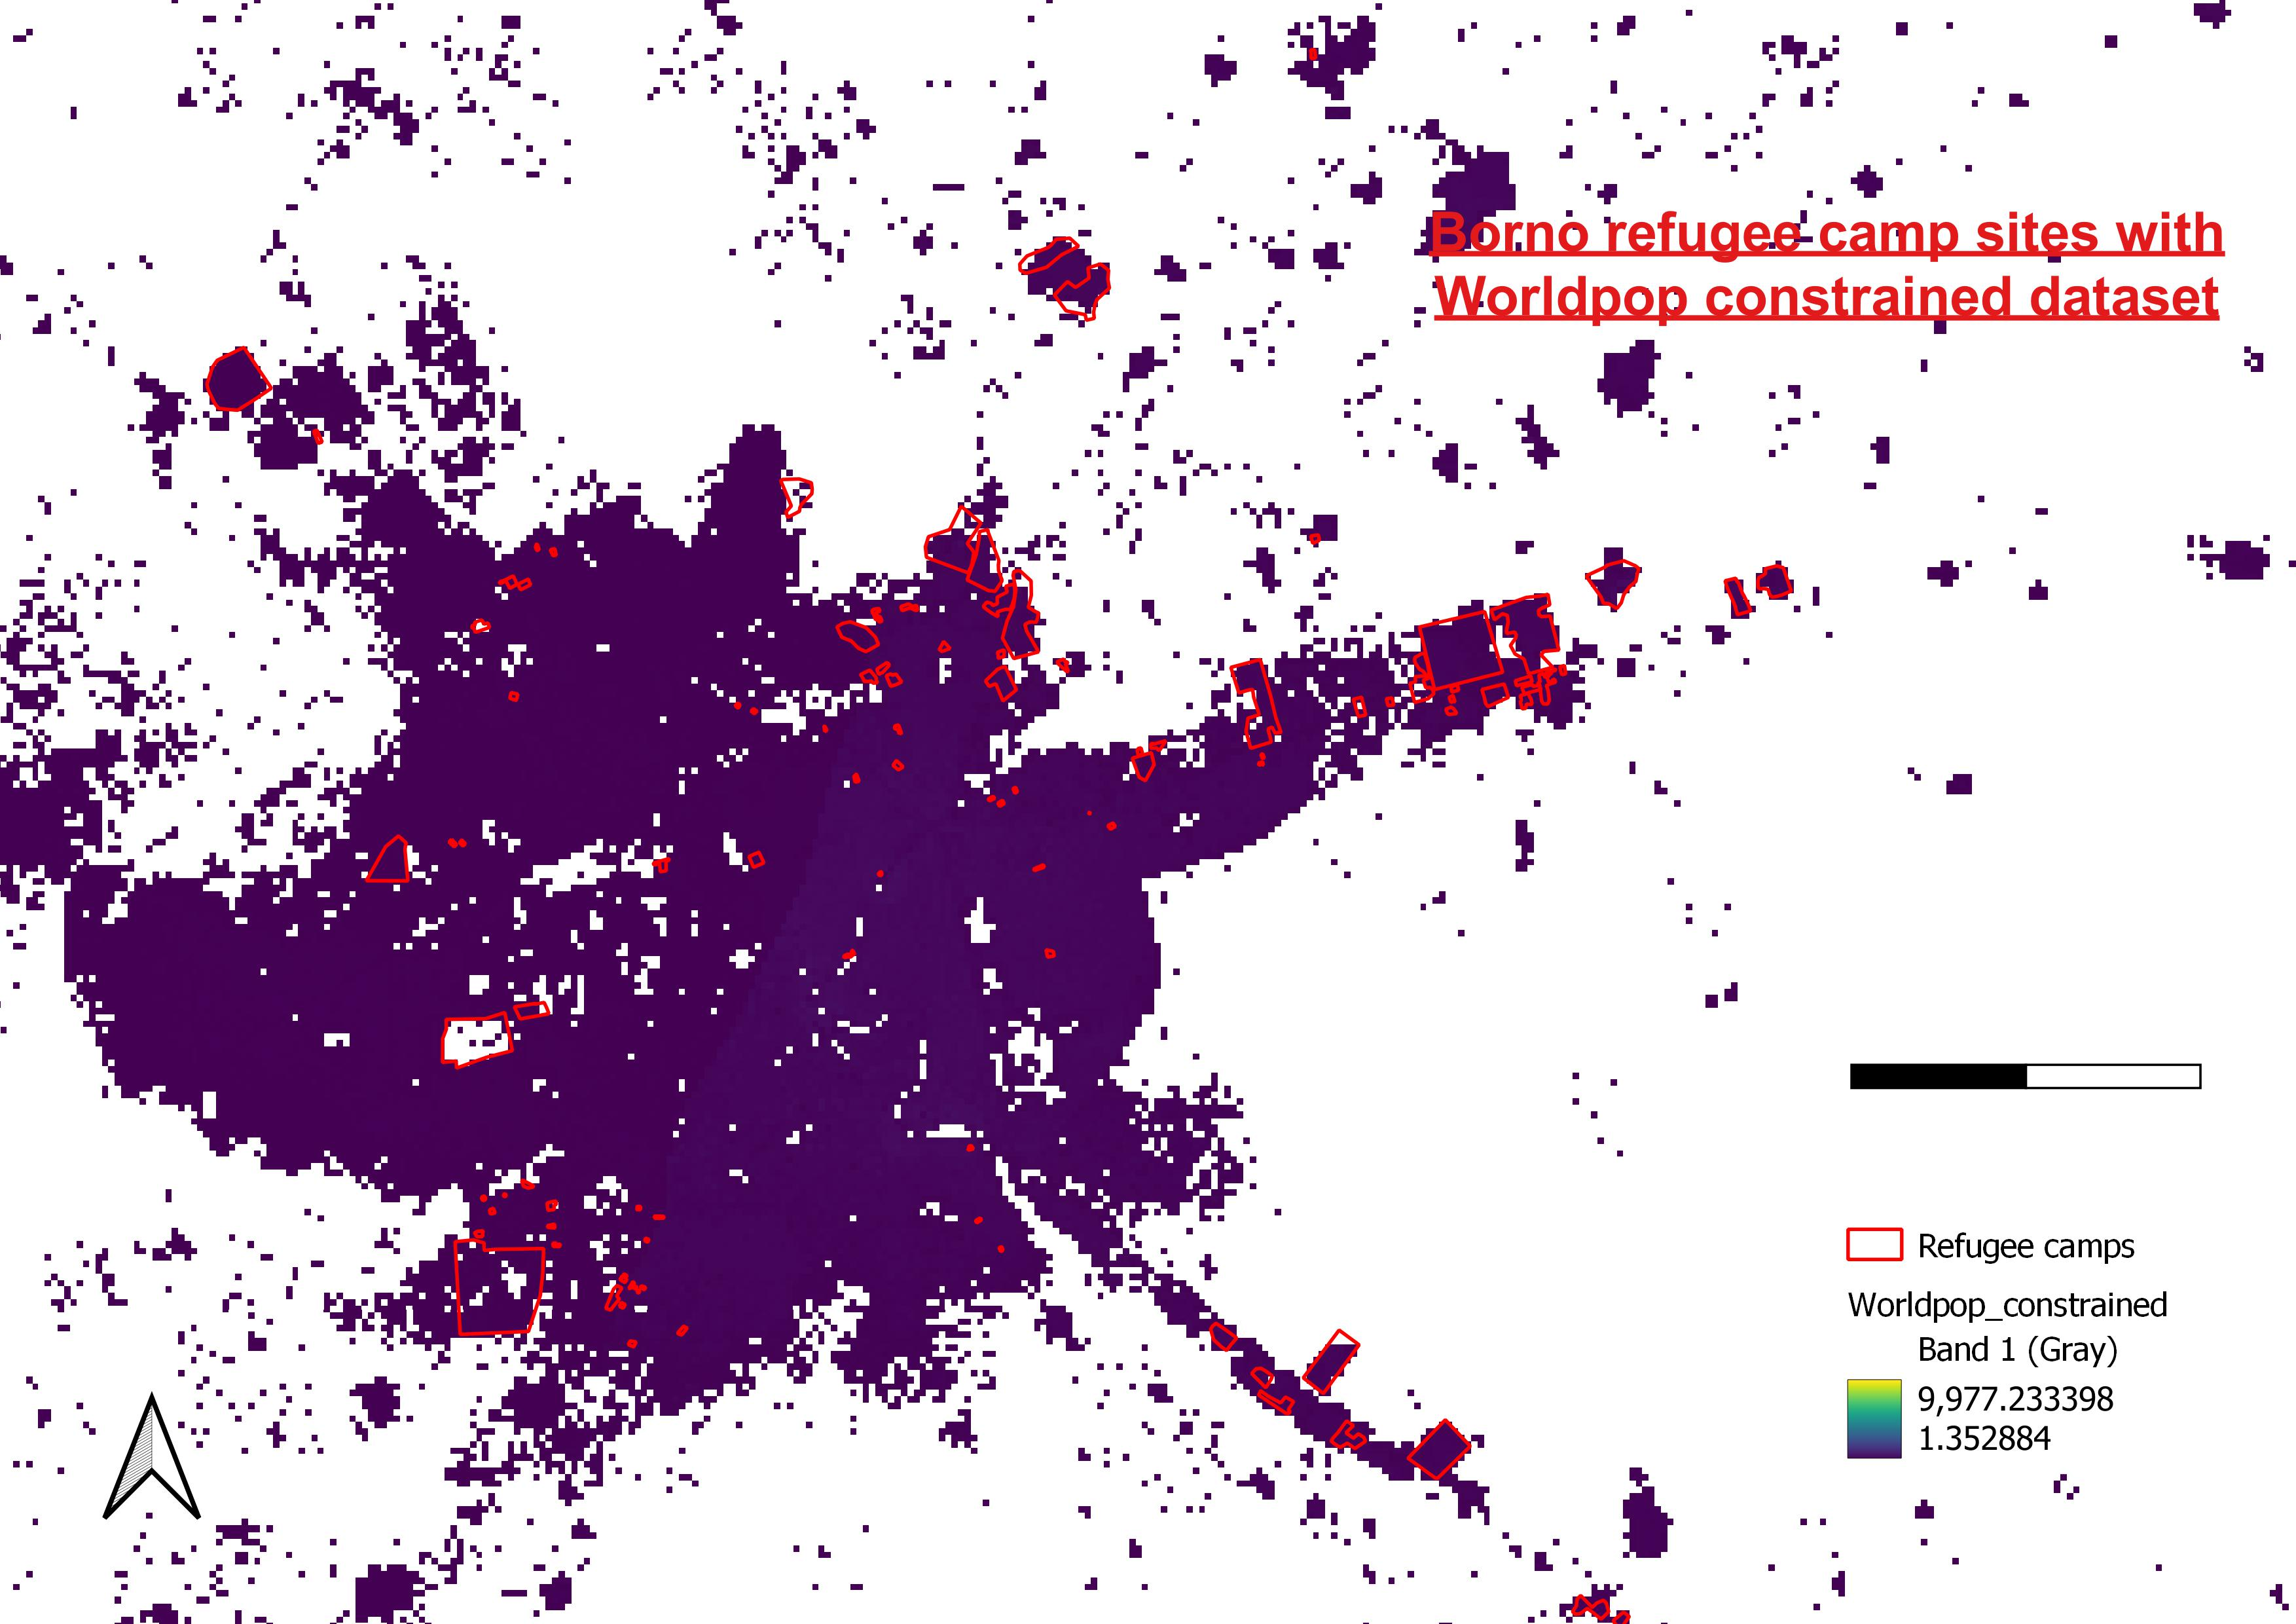 Borno refugee camp sites with
Worldpop constrained dataset
Refugee camps
Worldpop_constrained
Band 1 (Gray)
9,977.233398
1.352884